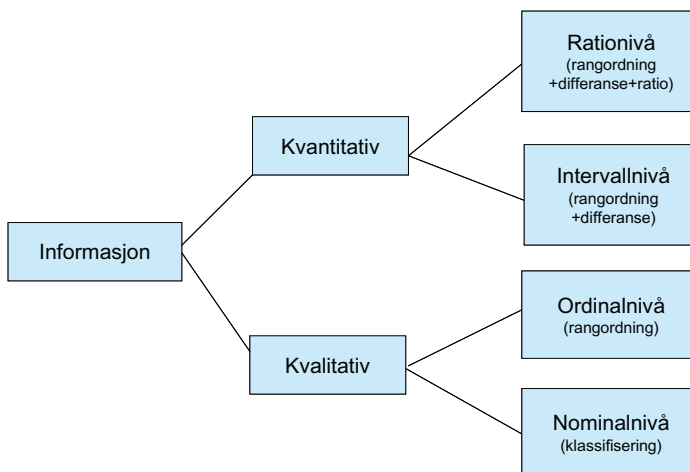 Informasjon
Kvantitativ
Kvalitativ
Rationivå
(rangordning
+differanse+ratio)
Intervallnivå
(rangordning
+differanse)
Ordinalnivå
(rangordning)
Nominalnivå
(klassifisering)